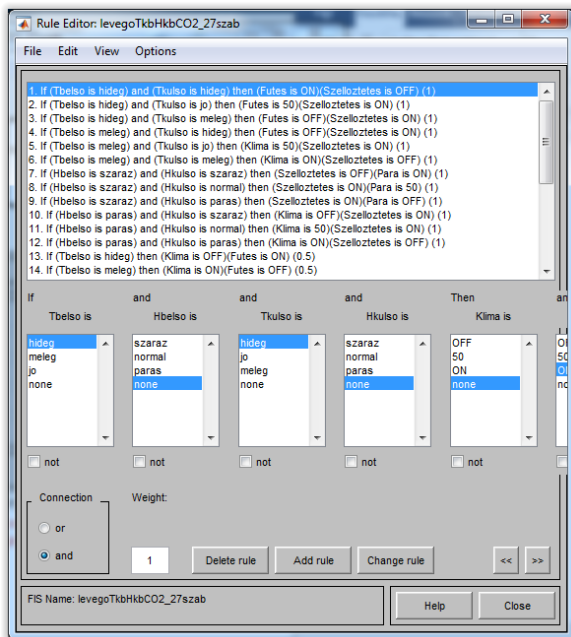 Rule Editor: levegoTkbHkbCO2_27szab
File Edit View Options
1. If (Tbelso is hideg) and (Tkulso is hideg) then (Futes is ON)(Szelloztetes is OFF) (1)
2. If (Tbelso is hideg) and (Tkulso is jo) then (Futes is 50)(Szelloztetes is ON) (1)
3. If (Tbelso is hideg) and (Tkulso is meleg) then (Futes is OFF)(Szelloztetes is ON) (1)
4. If (Tbelso is meleg) and (Tkulso is hideg) then (Futes is OFF)(Szelloztetes is ON) (1)
5. If (Tbelso is meleg) and (Tkulso is jo) then (Klima is 50)(Szelloztetes is ON) (1)
6. If (Tbelso is meleg) and (Tkulso is meleg) then (Klima is ON)(Szelloztetes is OFF) (1)
7. If (Hbelso is szaraz) and (Hkulso is szaraz) then (Szelloztetes is OFF)(Para is ON) (1)
8. If (Hbelso is szaraz) and (Hkulso is normal) then (Szelloztetes is ON)(Para is 50) (1)
9. If (Hbelso is szaraz) and (Hkulso is paras) then (Szelloztetes is ON)(Para is OFF) (1)
10. If (Hbelso is paras) and (Hkulso is szaraz) then (Klima is OFF)(Szelloztetes is ON) (1)
11. If (Hbelso is paras) and (Hkulso is normal) then (Klima is 50)(Szelloztetes is ON) (1)
12. If (Hbelso is paras) and (Hkulso is paras) then (Klima is ON)(Szelloztetes is OFF) (1)
13. If (Tbelso is hideg) then (Klima is OFF)(Futes is ON) (0.5)
14. If (Tbelso is meleg) then (Klima is ON)(Futes is OFF) (0.5)
If and and and Then
Tbelso is Hbelso is Tkulso is Hkulso is Klima is
hideg szaraz hideg szaraz OFF
meleg normal jo normal 50
jo paras meleg paras ON
none none none none none
not not not not
Connection Weight:
or
and 1 Delete rule Add rule Change rule << >>
FIS Name: levegoTkbHkbCO2_27szab Help Close